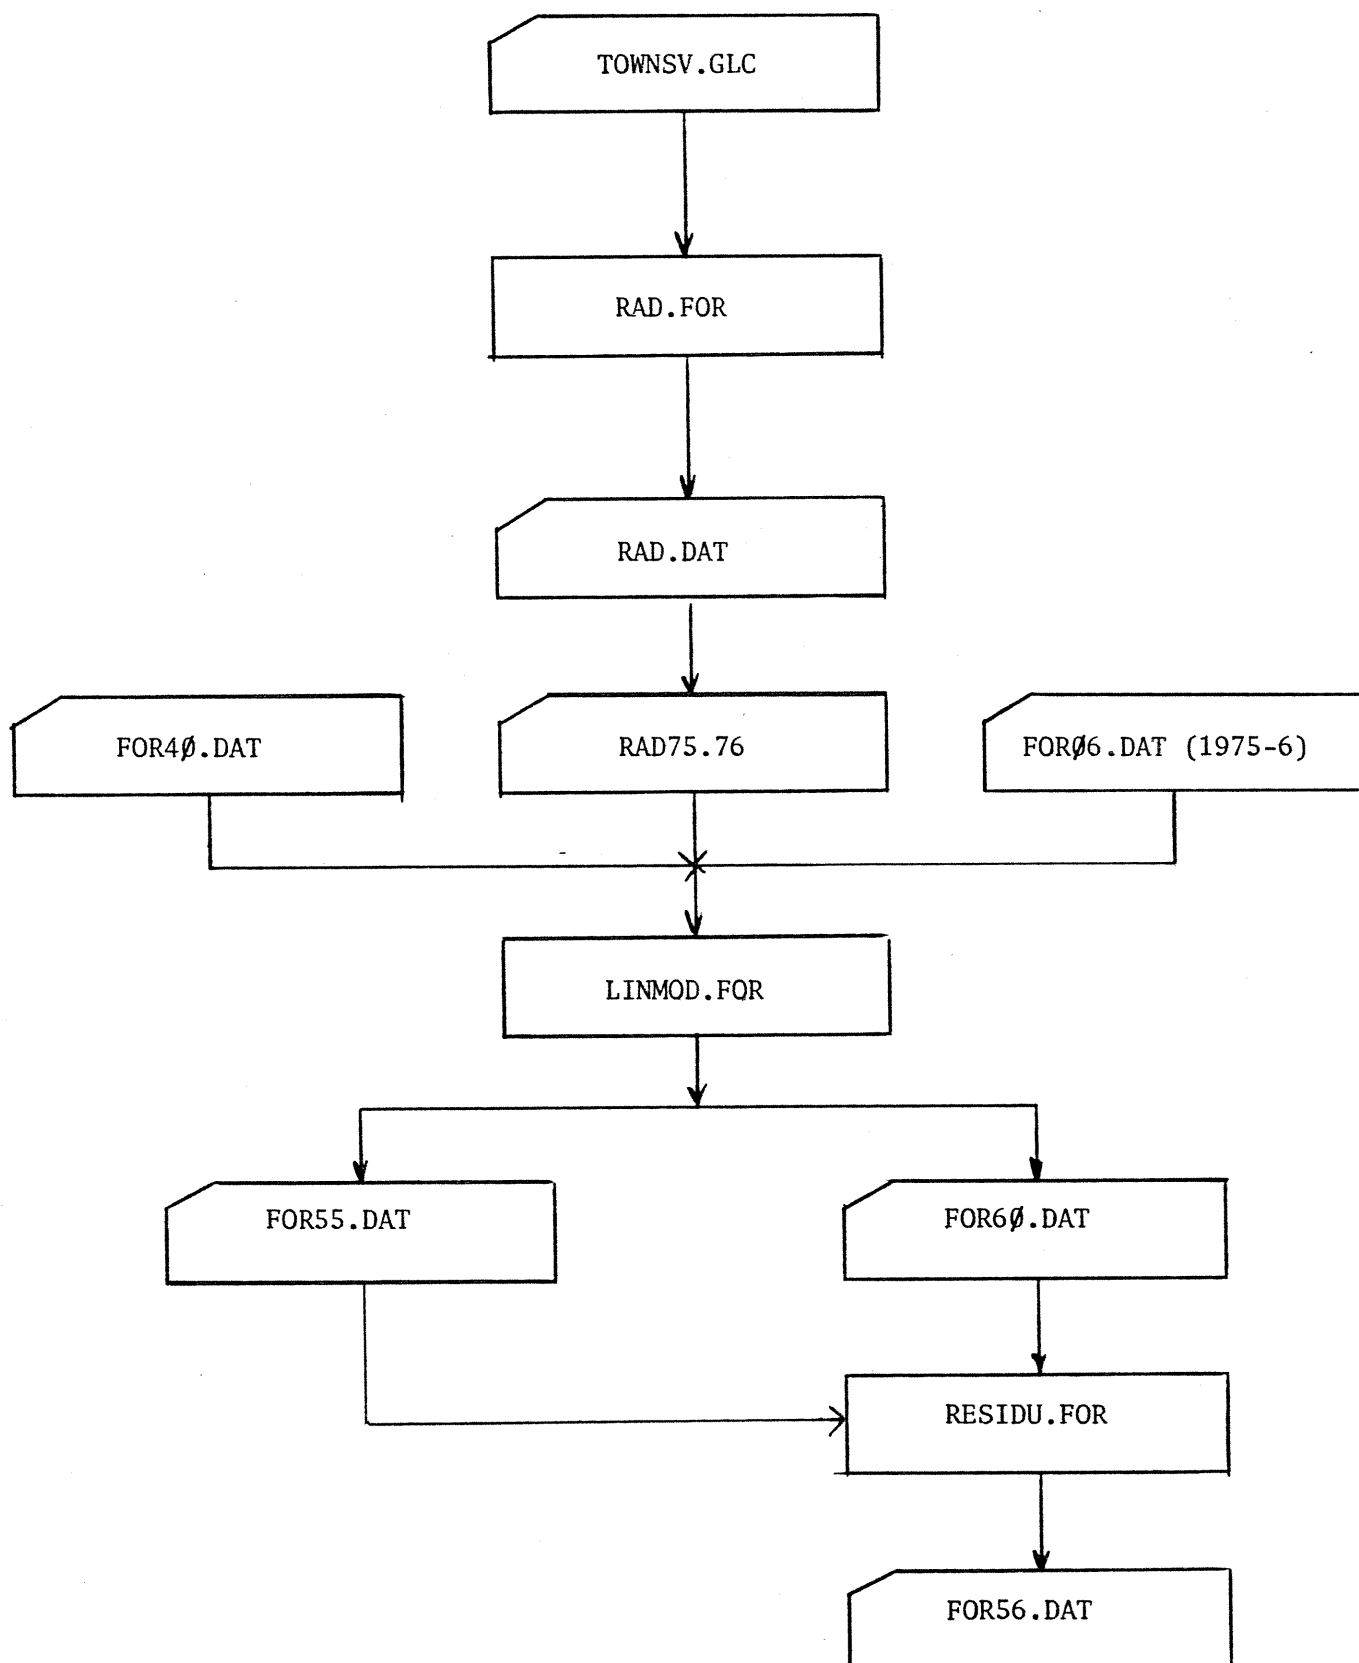 TOWNSV.GLC
RAD.FOR
RAD.DAT
FOR4Ø.DAT
RAD75.76
FORØ6.DAT (1975-6)
LINMOD.FOR
FOR55.DAT
FOR6Ø.DAT
RESIDU.FOR
FOR56.DAT